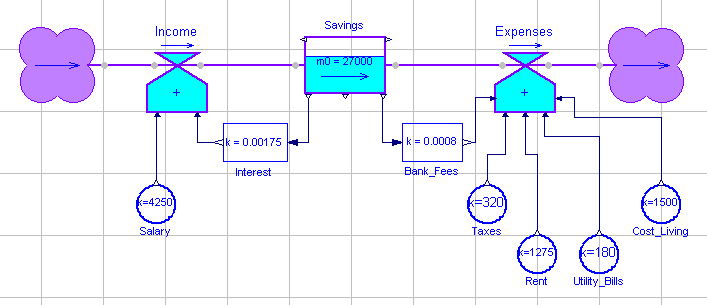 Savings
Income
Expenses
m0 = 27000
+
+
k = 0.00175
k = 0.0008
Interest
Bank_Fees
k=4250
k=320
k=1500
Salary
Taxes
Cost_Living
k=1275
k=180
Rent
Utility_Bills